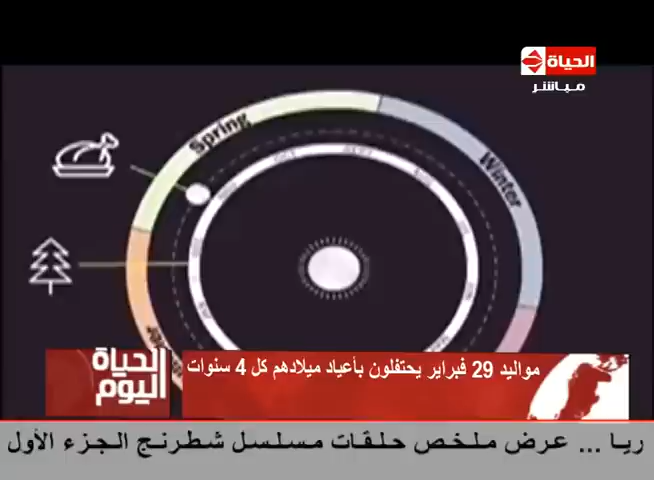 الحياة
مباشر
Spring
Winter
مواليد 29 فبراير يحتفلون بأعياد ميلادهم كل 4 سنوات
الحياة
اليوم
ريا ... عرض ملخص حلقات مسلسل شطرنج الجزء الأول